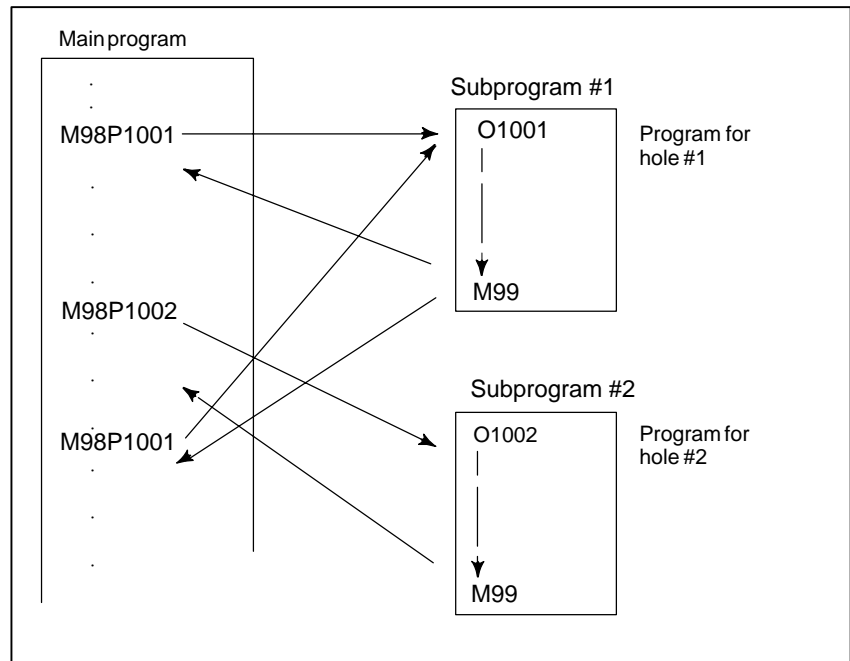 Main program
M98P1001
M98P1002
M98P1001
Subprogram #1
O1001
M99
Program for
hole #1
Subprogram #2
O1002
M99
Program for
hole #2